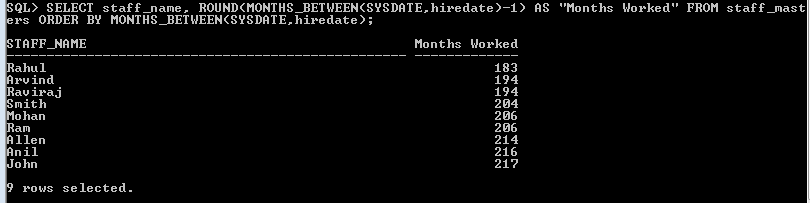 SQL> SELECT staff_name, ROUND(MONTHS_BETWEEN(SYSDATE,hiredate)-1) AS "Months Worked" FROM staff_mast
ers ORDER BY MONTHS_BETWEEN(SYSDATE,hiredate);
STAFF_NAME Months Worked
-------------------------------------------------- -------------
Rahul 183
Arvind 194
Raviraj 194
Smith 204
Mohan 206
Ram 206
Allen 214
Anil 216
John 217
9 rows selected.